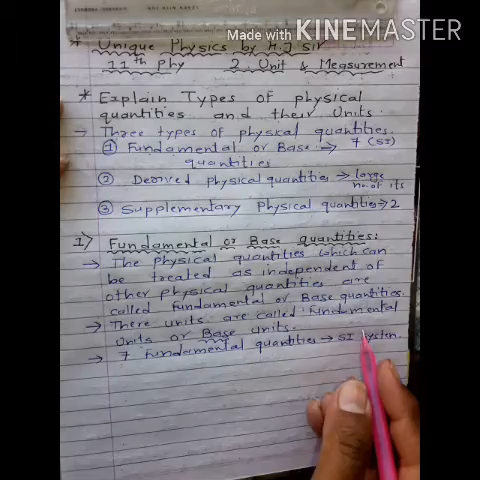 Made with KINEMASTER
* Unique Physics by H.J Sir
11th Phy 2. Unit & Measurement
* Explain Types of physical
quantities and their Units.
→ Three types of physical quantities.
① Fundamental or Base → 7 (SI)
quantities
② Derived physical quantities → large
no. of its
③ Supplementary Physical quantities → 2
1) Fundamental or Base quantities:
→ The physical quantities which can
be treated as independent of
other physical quantities are
called fundamental or Base quantities.
→ There units are called fundamental
Units or Base units.
→ 7 fundamental quantities → SI System.